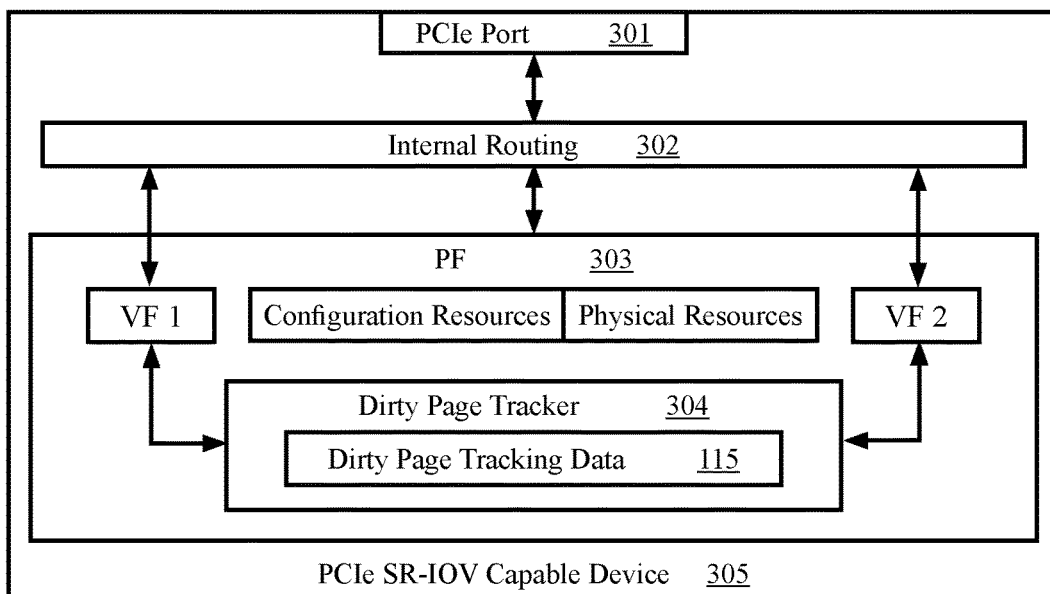 PCIe Port 301
Internal Routing 302
PF 303
VF 1
Configuration Resources
Physical Resources
VF 2
Dirty Page Tracker 304
Dirty Page Tracking Data 115
PCIe SR-IOV Capable Device 305